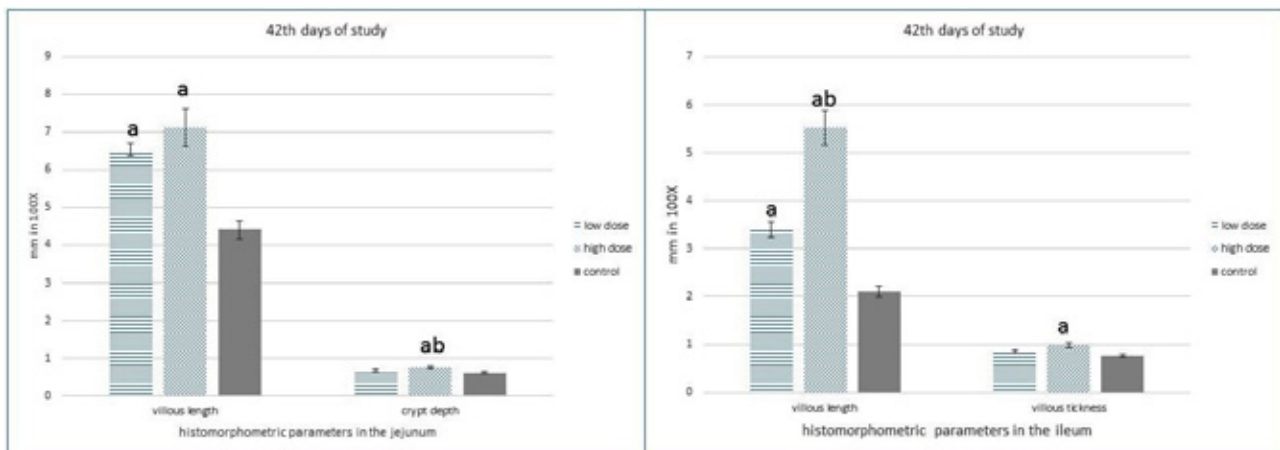 42th days of study
9
8
7
6
5
4
3
2
1
0
mm in 100X
a
a
ab
villous length
crypt depth
histomorphometric parameters in the jejunum
low dose
high dose
control
42th days of study
7
6
5
4
3
2
1
0
mm in 100X
a
ab
a
villous length
villous tickness
histomorphometric parameters in the ileum
low dose
high dose
control